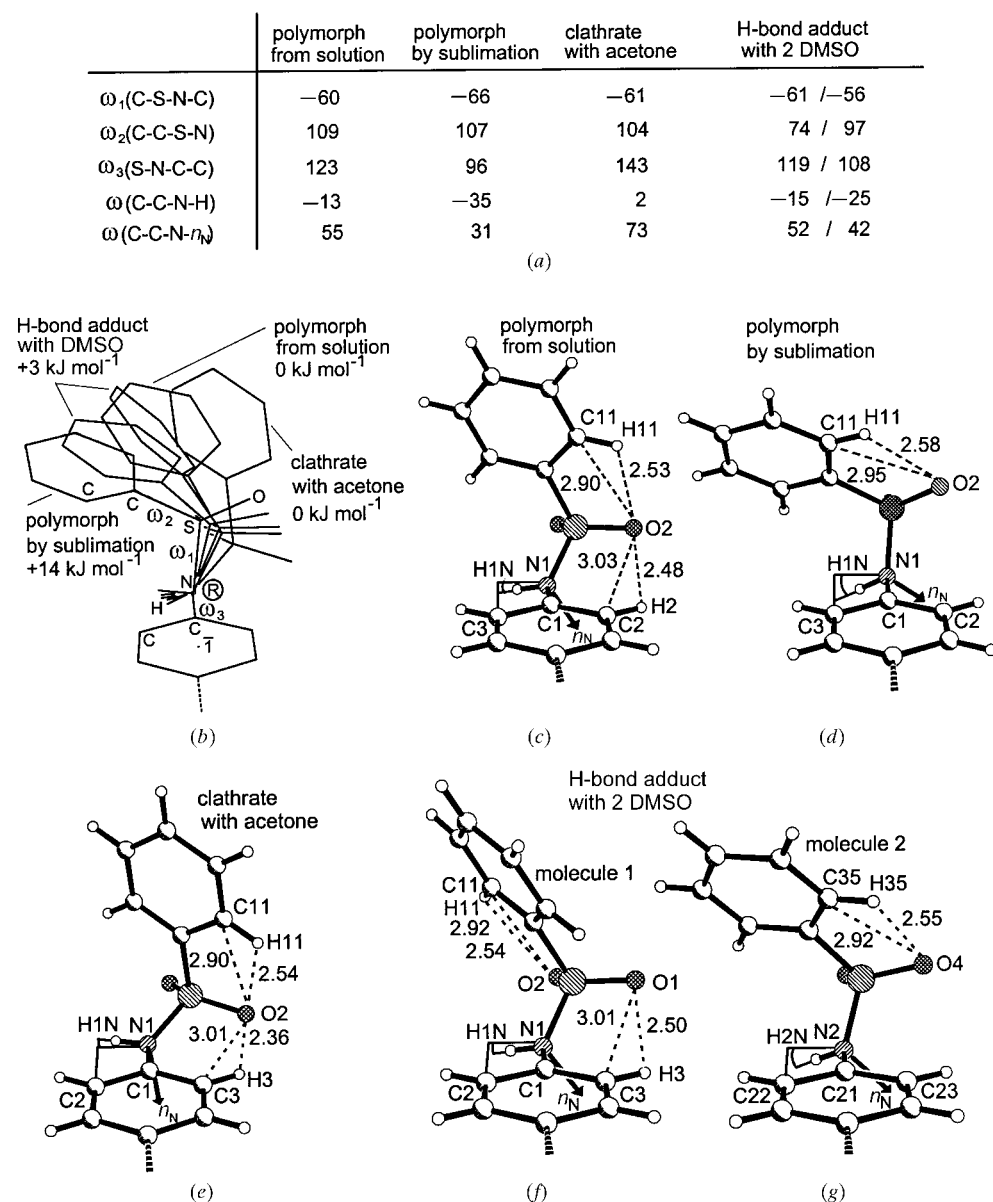 polymorph from solution polymorph by sublimation clathrate with acetone H-bond adduct with 2 DMSO
ω₁(C-S-N-C) −60 −66 −61 −61 /−56
ω₂(C-C-S-N) 109 107 104 74 / 97
ω₃(S-N-C-C) 123 96 143 119 / 108
ω(C-C-N-H) −13 −35 2 −15 /−25
ω(C-C-N-n_N) 55 31 73 52 / 42
(a)
H-bond adduct
with DMSO
+3 kJ mol⁻¹
polymorph
from solution
0 kJ mol⁻¹
clathrate
with acetone
0 kJ mol⁻¹
polymorph
by sublimation
+14 kJ mol⁻¹
C
C
ω₂
S
O
ω₁
N
R
H
ω₃
C
C
1̄
(b)
polymorph
from solution
C11
H11
2.53
2.90
O2
3.03
N1
H1N
2.48
H2
C3
C1
C2
n_N
(c)
polymorph
by sublimation
C11
H11
2.58
2.95
O2
N1
H1N
n_N
C3
C1
C2
(d)
clathrate
with acetone
C11
H11
2.90
2.54
O2
H1N
N1
3.01
2.36
H3
C2
C1
C3
n_N
(e)
H-bond adduct
with 2 DMSO
molecule 1
C11
H11
2.92
2.54
O2
O1
N1
3.01
H1N
2.50
H3
C2
C1
C3
n_N
(f)
molecule 2
C35
H35
2.55
2.92
O4
N2
H2N
C22
C21
C23
n_N
(g)